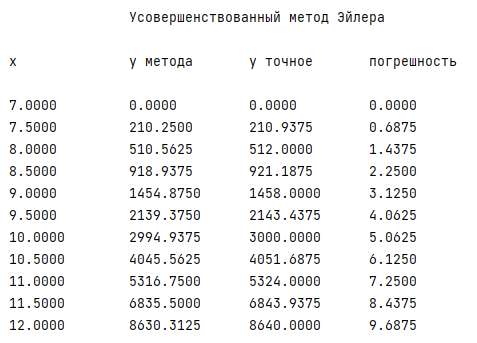 Усовершенствованный метод Эйлера
x y метода y точное погрешность
7.0000 0.0000 0.0000 0.0000
7.5000 210.2500 210.9375 0.6875
8.0000 510.5625 512.0000 1.4375
8.5000 918.9375 921.1875 2.2500
9.0000 1454.8750 1458.0000 3.1250
9.5000 2139.3750 2143.4375 4.0625
10.0000 2994.9375 3000.0000 5.0625
10.5000 4045.5625 4051.6875 6.1250
11.0000 5316.7500 5324.0000 7.2500
11.5000 6835.5000 6843.9375 8.4375
12.0000 8630.3125 8640.0000 9.6875